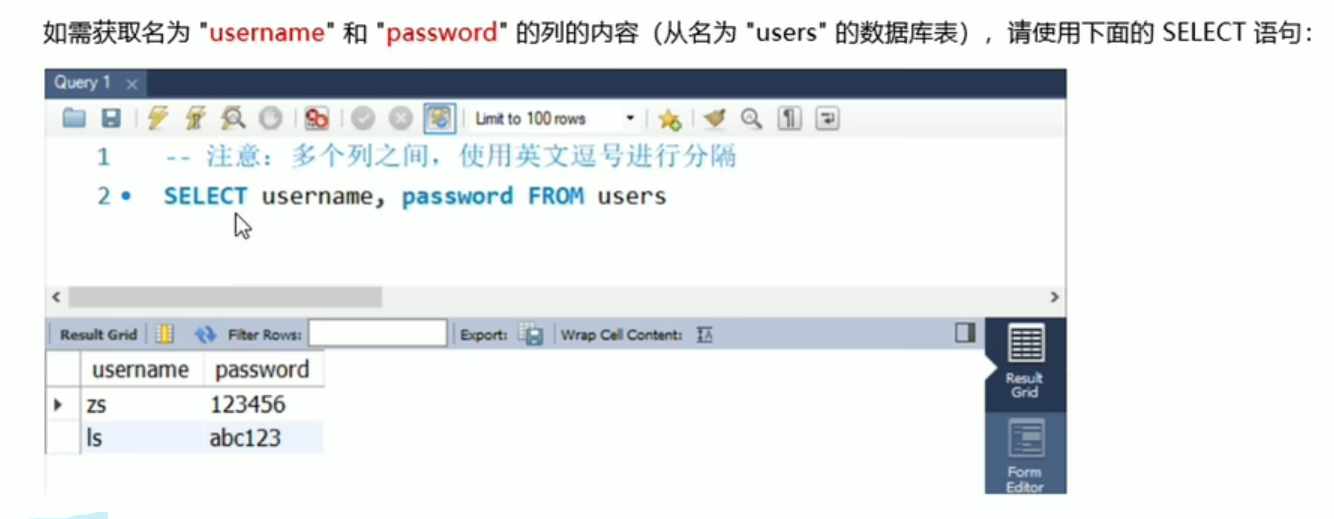 如需获取名为 "username" 和 "password" 的列的内容（从名为 "users" 的数据库表），请使用下面的 SELECT 语句：
Query 1
Limit to 100 rows
1 -- 注意：多个列之间，使用英文逗号进行分隔
2 SELECT username, password FROM users
Result Grid Filter Rows: Export: Wrap Cell Content:
username password
zs 123456
ls abc123
Result
Grid
Form
Editor